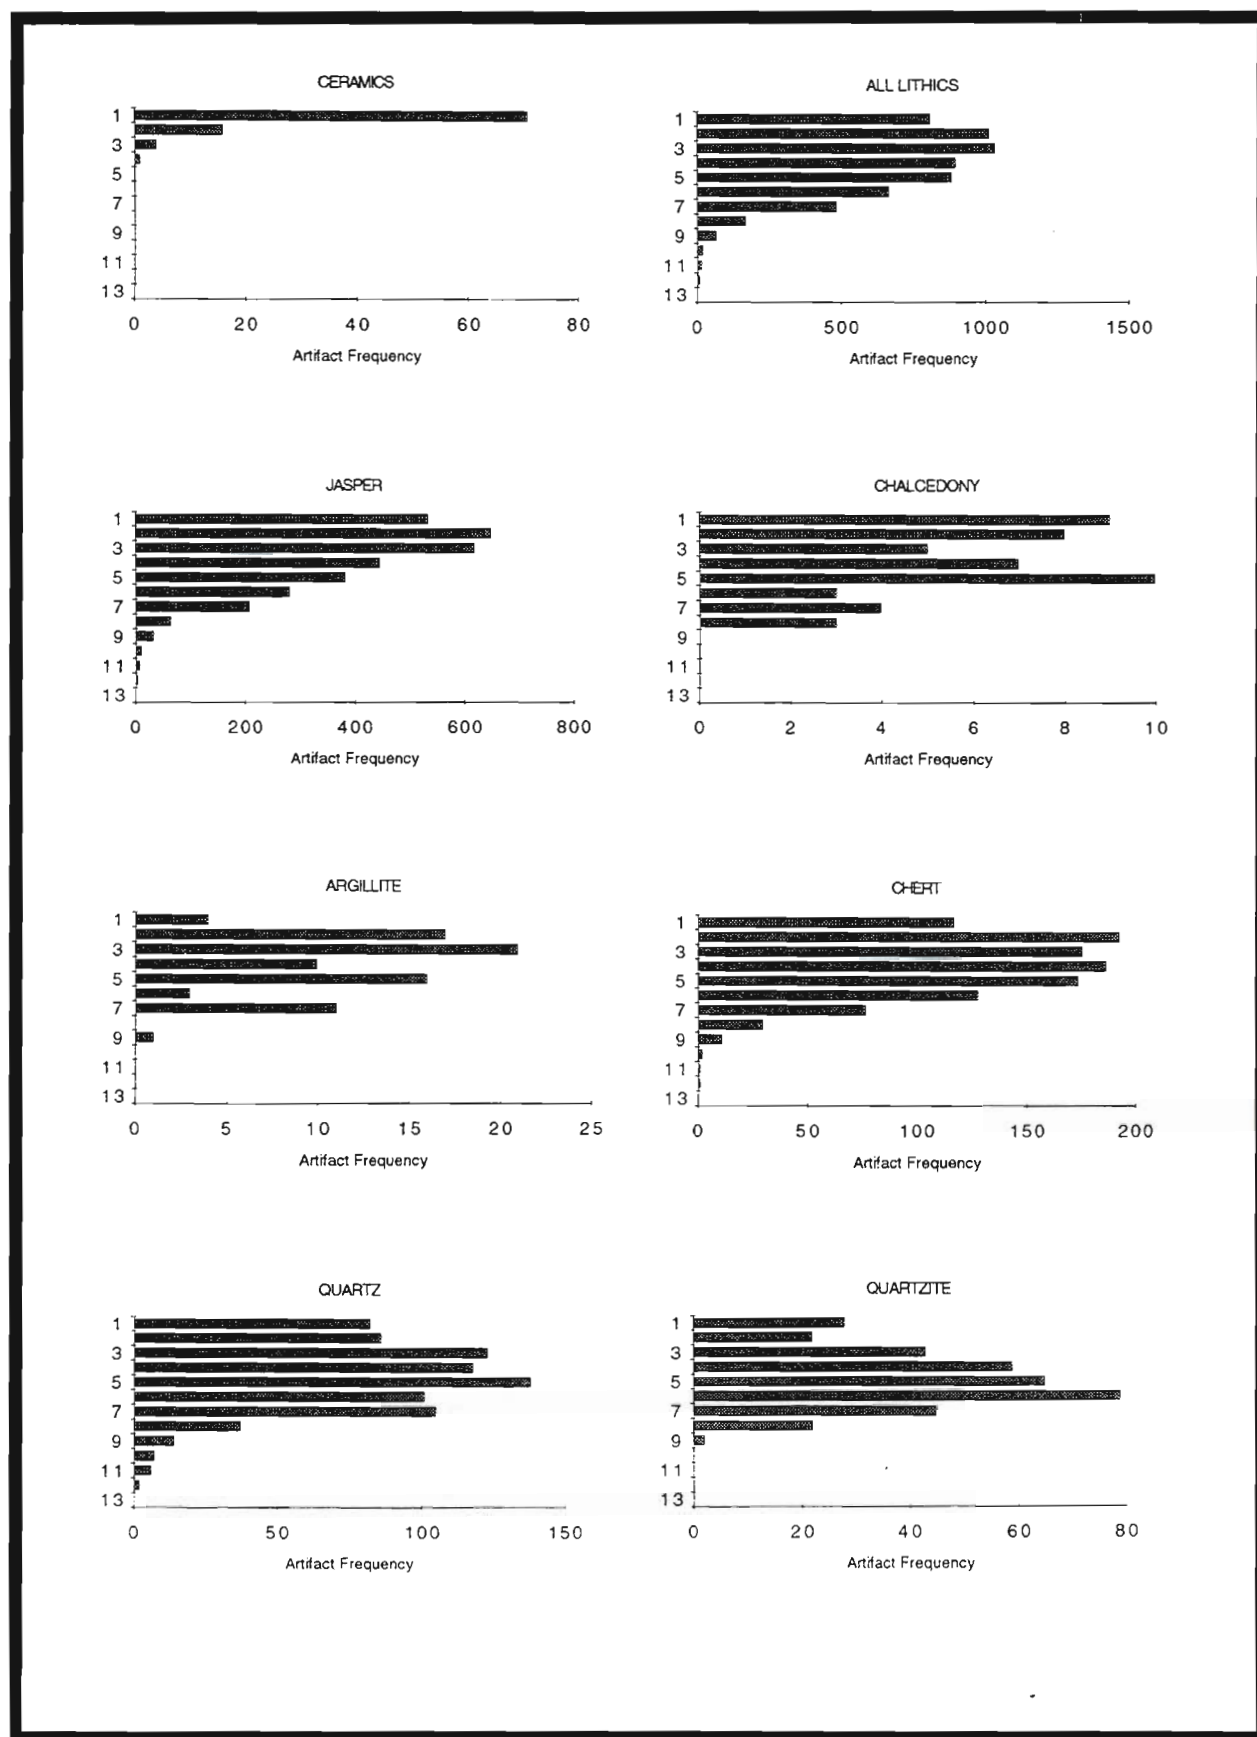 CERAMICS
1
3
5
7
9
11
13
0 20 40 60 80
Artifact Frequency
ALL LITHICS
1
3
5
7
9
11
13
0 500 1000 1500
Artifact Frequency
JASPER
1
3
5
7
9
11
13
0 200 400 600 800
Artifact Frequency
CHALCEDONY
1
3
5
7
9
11
13
0 2 4 6 8 10
Artifact Frequency
ARGILLITE
1
3
5
7
9
11
13
0 5 10 15 20 25
Artifact Frequency
CHERT
1
3
5
7
9
11
13
0 50 100 150 200
Artifact Frequency
QUARTZ
1
3
5
7
9
11
13
0 50 100 150
Artifact Frequency
QUARTZITE
1
3
5
7
9
11
13
0 20 40 60 80
Artifact Frequency